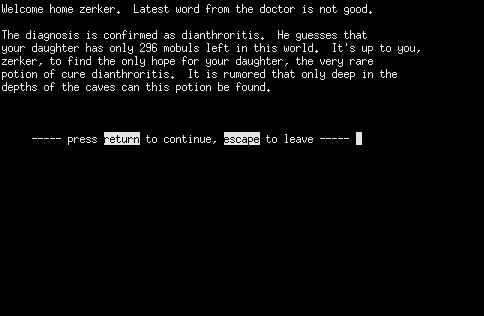 Welcome home zerker.  Latest word from the doctor is not good.
The diagnosis is confirmed as dianthroritis.  He guesses that
your daughter has only 296 mobuls left in this world.  It's up to you,
zerker, to find the only hope for your daughter, the very rare
potion of cure dianthroritis.  It is rumored that only deep in the
depths of the caves can this potion be found.
----- press return to continue, escape to leave -----